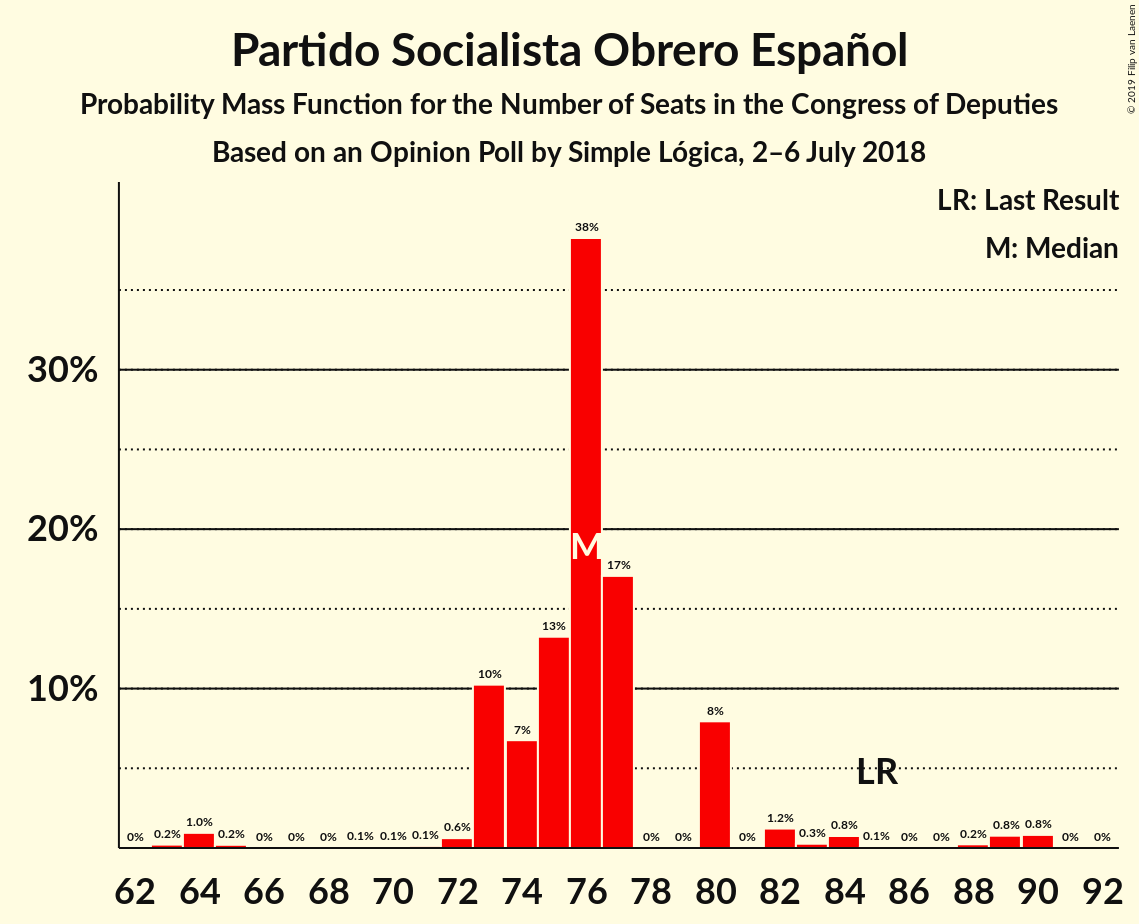 Partido Socialista Obrero Español
Probability Mass Function for the Number of Seats in the Congress of Deputies
Based on an Opinion Poll by Simple Lógica, 2–6 July 2018
© 2019 Filip van Laenen
LR: Last Result
M: Median
38%
30%
20%
M
17%
13%
10%
10%
7%
8%
LR
0% 0.2% 1.0% 0.2% 0% 0% 0% 0.1% 0.1% 0.1% 0.6% 0% 0% 0% 1.2% 0.3% 0.8% 0.1% 0% 0% 0.2% 0.8% 0.8% 0% 0%
62 64 66 68 70 72 74 76 78 80 82 84 86 88 90 92